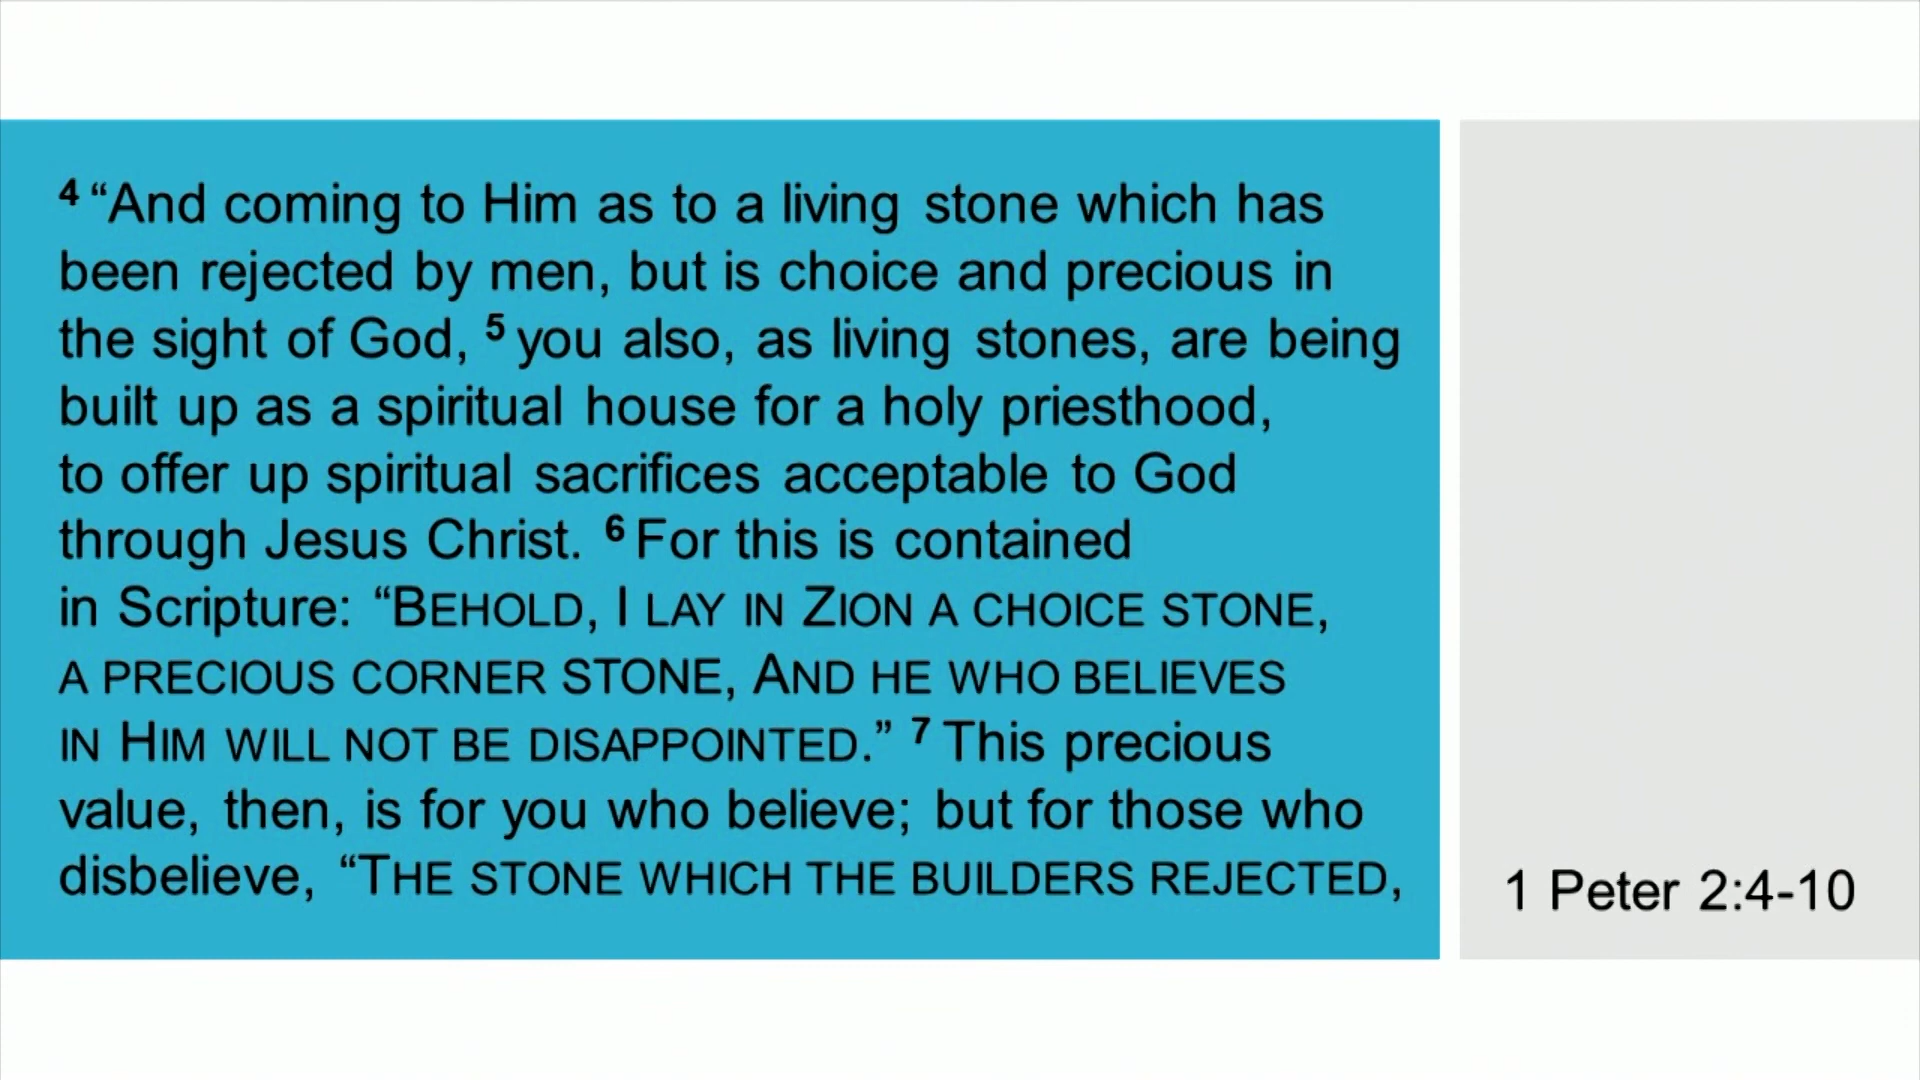 4 “And coming to Him as to a living stone which has
been rejected by men, but is choice and precious in
the sight of God, 5 you also, as living stones, are being
built up as a spiritual house for a holy priesthood,
to offer up spiritual sacrifices acceptable to God
through Jesus Christ. 6 For this is contained
in Scripture: “BEHOLD, I LAY IN ZION A CHOICE STONE,
A PRECIOUS CORNER STONE, AND HE WHO BELIEVES
IN HIM WILL NOT BE DISAPPOINTED.” 7 This precious
value, then, is for you who believe; but for those who
disbelieve, “THE STONE WHICH THE BUILDERS REJECTED,
1 Peter 2:4-10